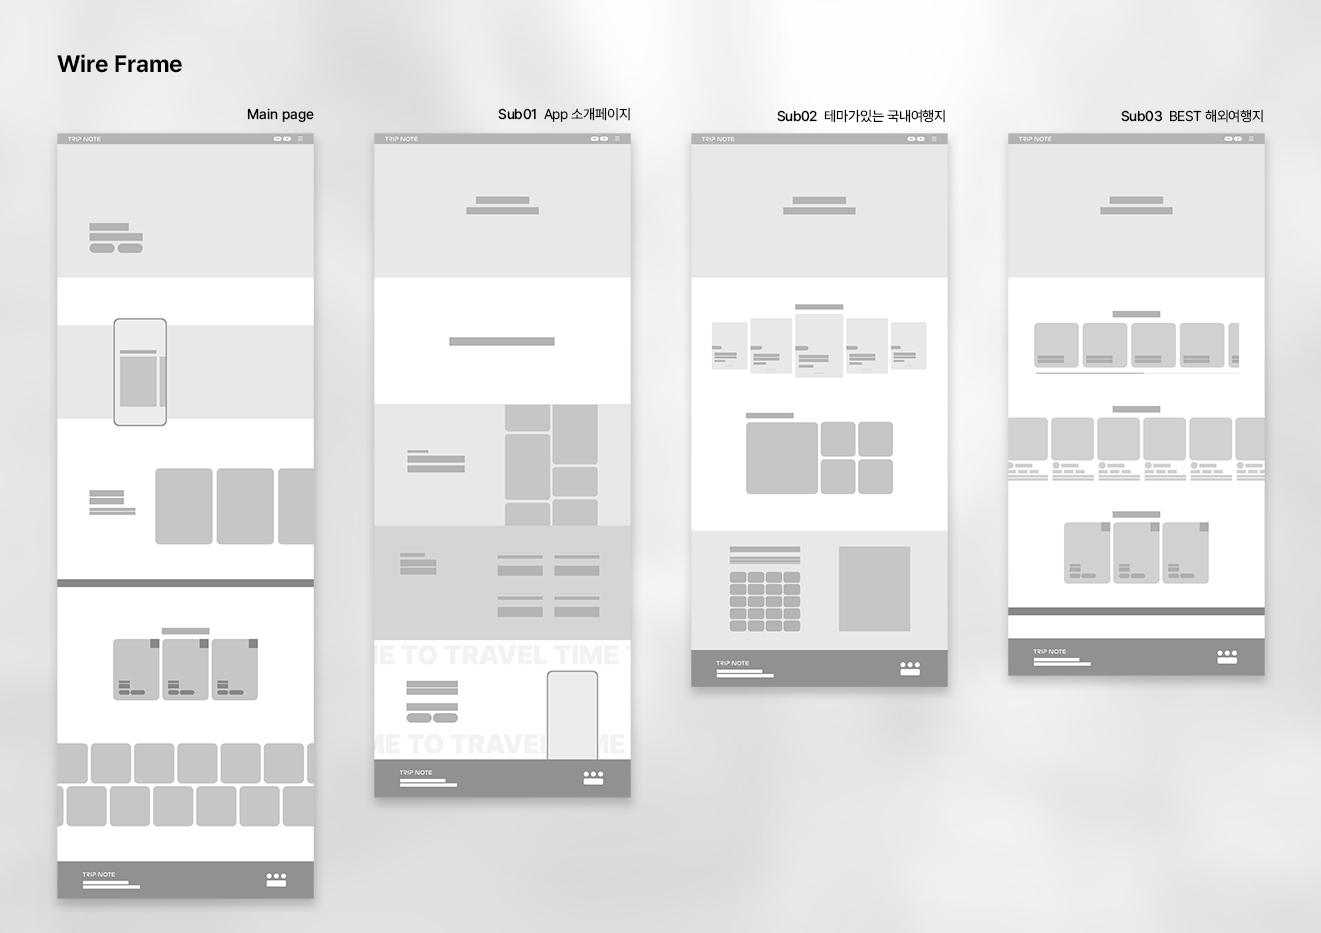 Wire Frame
Main page
TRIP NOTE
TRIP NOTE
Sub01 App 소개페이지
TRIP NOTE
E TO TRAVEL TIME T
ME TO TRAVEL ME
TRIP NOTE
Sub02 테마가있는 국내여행지
TRIP NOTE
TRIP NOTE
Sub03 BEST 해외여행지
TRIP NOTE
TRIP NOTE